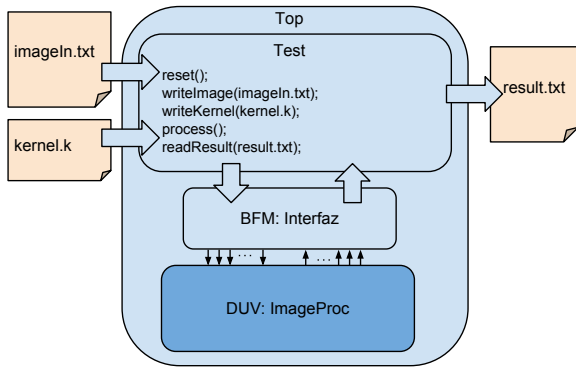 Top
imageIn.txt
Test
result.txt
reset();
writeImage(imageIn.txt);
writeKernel(kernel.k);
kernel.k
process();
readResult(result.txt);
BFM: Interfaz
...
...
DUV: ImageProc